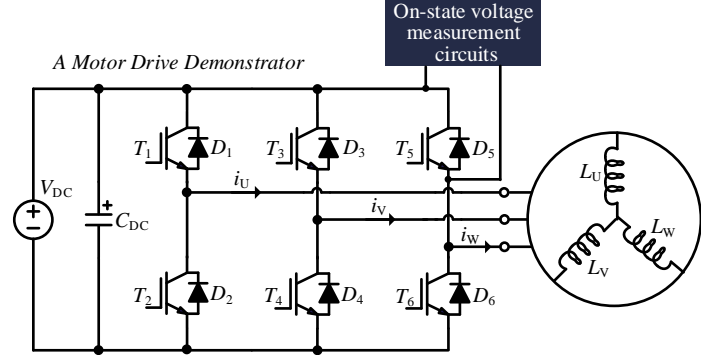 On-state voltage
measurement
circuits
A Motor Drive Demonstrator
T1 D1 T3 D3 T5 D5
VDC
CDC
iU
iV
iW
LU
LW
LV
T2 D2 T4 D4 T6 D6